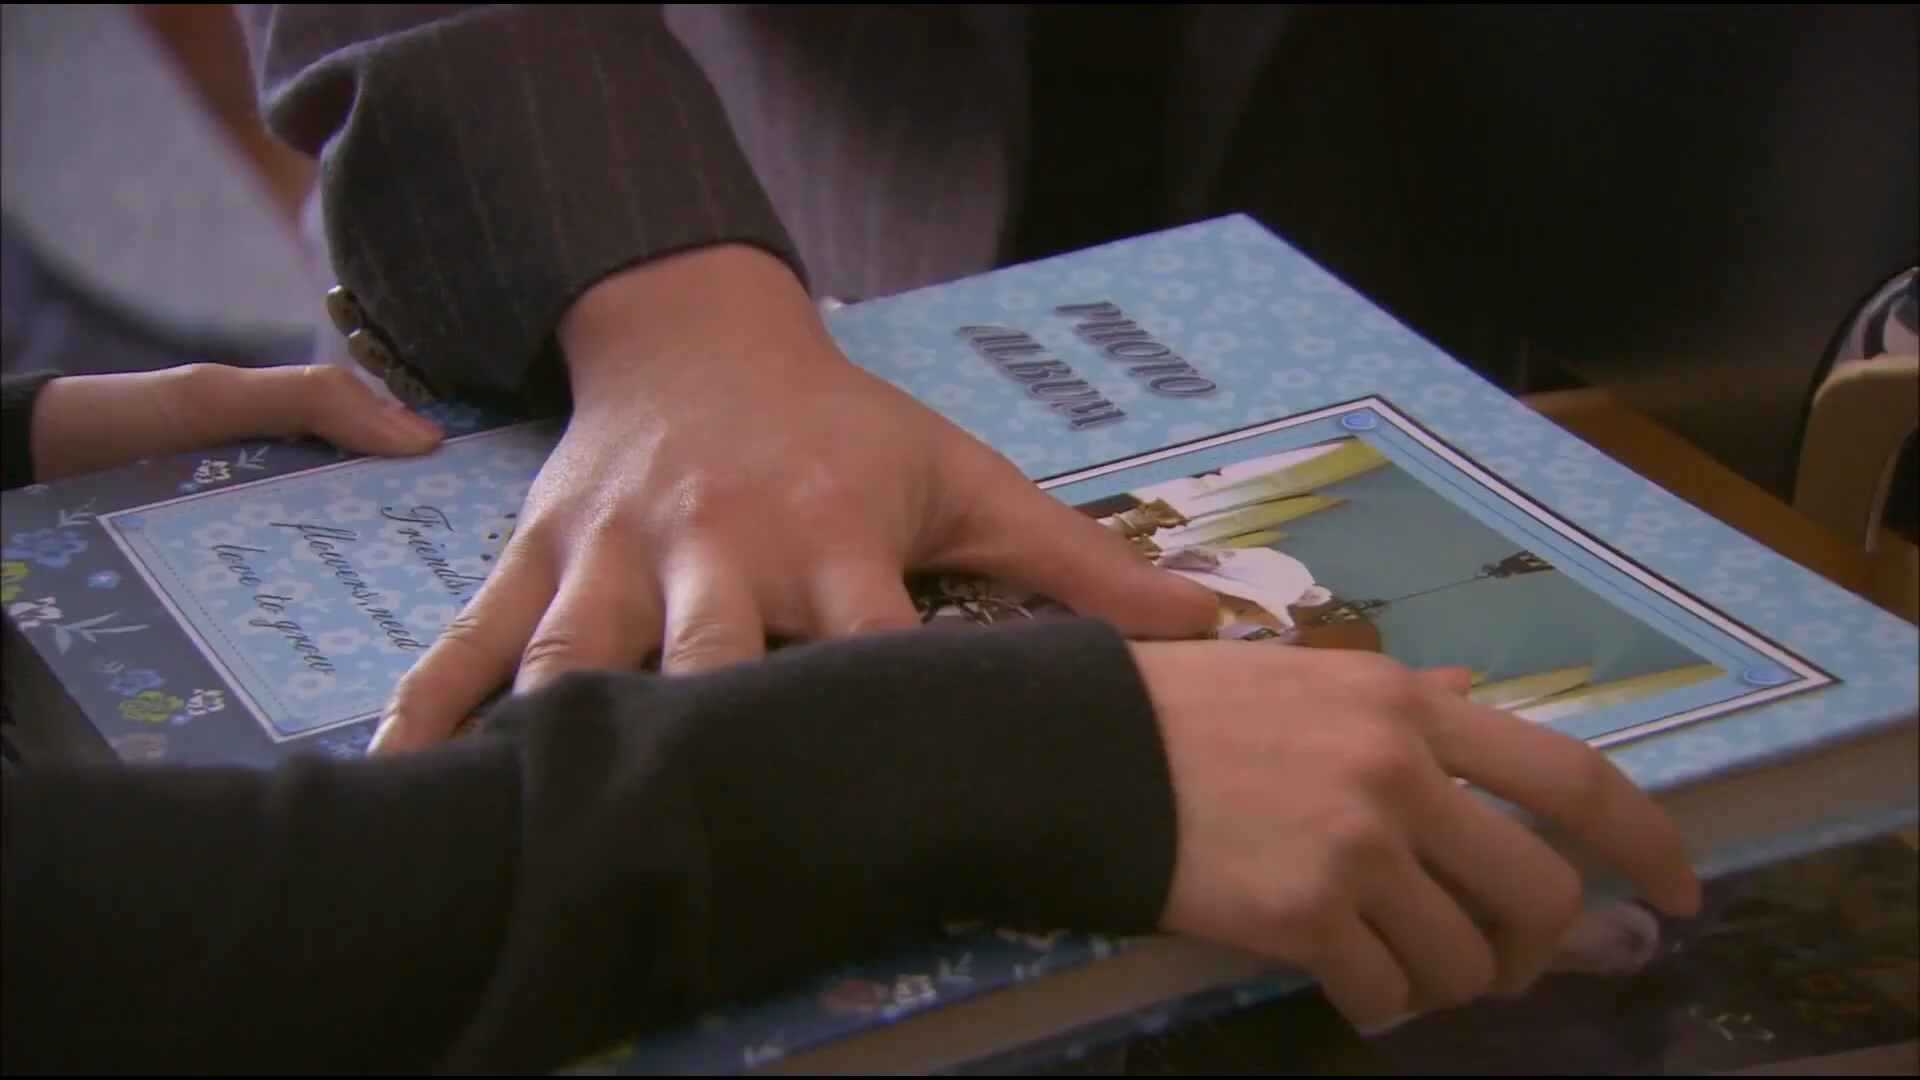 PHOTO
ALBUM
Friends,
flowers, need
love to grow